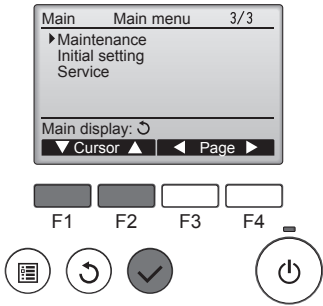 Main Main menu 3/3
Maintenance
Initial setting
Service
Main display:
Cursor Page
F1 F2 F3 F4